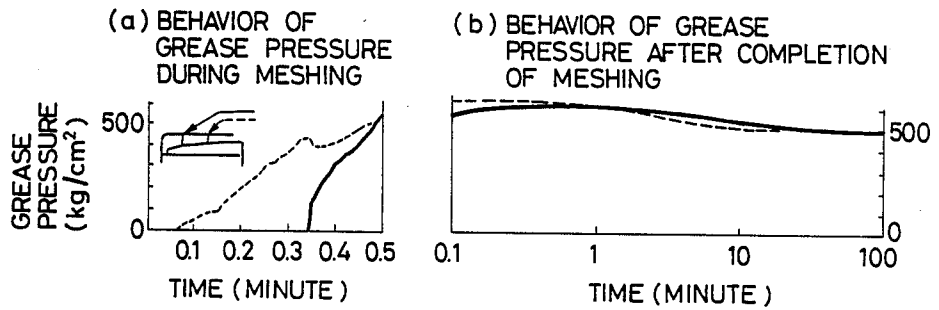 (a) BEHAVIOR OF
GREASE PRESSURE
DURING MESHING
GREASE
PRESSURE
(kg/cm²)
500
0
0.1 0.2 0.3 0.4 0.5
TIME (MINUTE)
(b) BEHAVIOR OF GREASE
PRESSURE AFTER COMPLETION
OF MESHING
500
0
0.1 1 10 100
TIME (MINUTE)